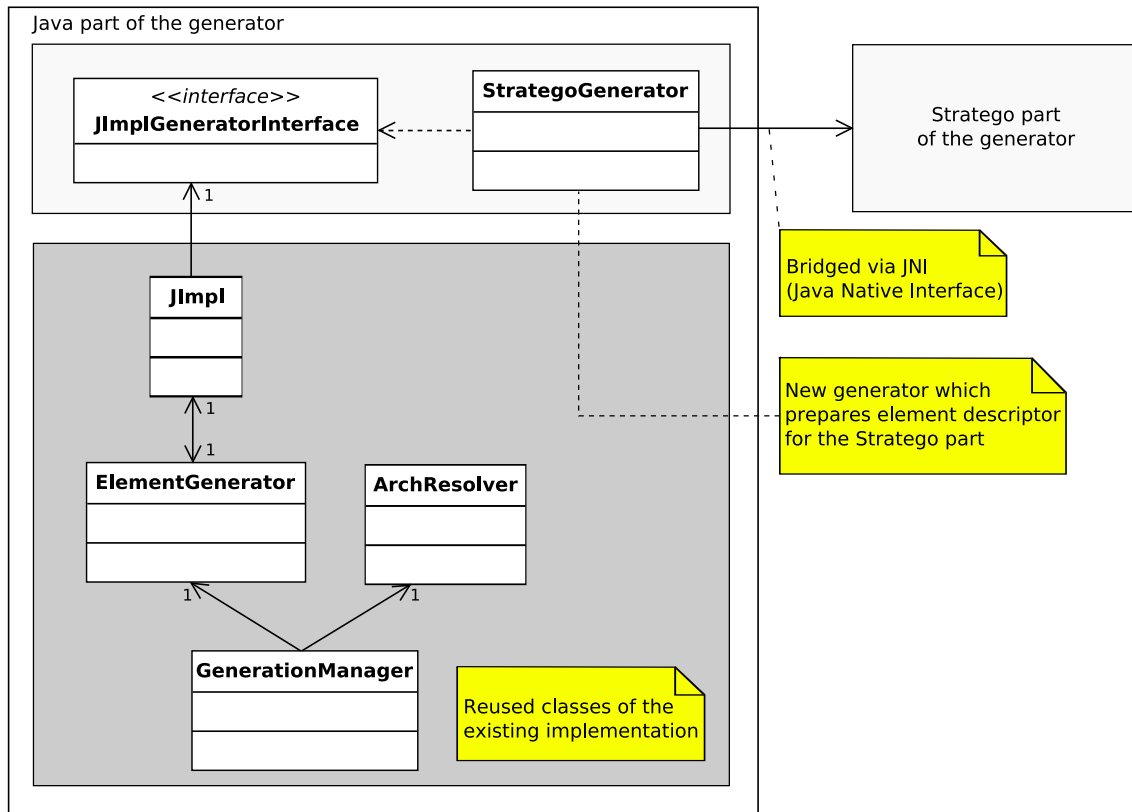 Java part of the generator
<<interface>>
JImplGeneratorInterface
StrategoGenerator
Stratego part
of the generator
1
Bridged via JNI
(Java Native Interface)
JImpl
1
1
New generator which
prepares element descriptor
for the Stratego part
ElementGenerator
ArchResolver
1
1
GenerationManager
Reused classes of the
existing implementation